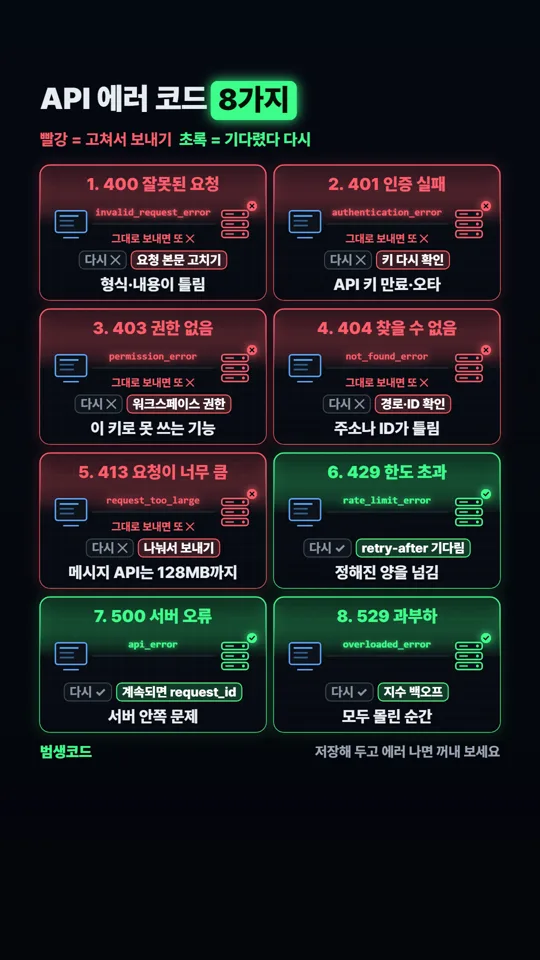 API 에러 코드 8가지
빨강 = 고쳐서 보내기 초록 = 기다렸다 다시
1. 400 잘못된 요청
invalid_request_error
그대로 보내면 또 ✕
다시 ✕ 요청 본문 고치기
형식·내용이 틀림
2. 401 인증 실패
authentication_error
그대로 보내면 또 ✕
다시 ✕ 키 다시 확인
API 키 만료·오타
3. 403 권한 없음
permission_error
그대로 보내면 또 ✕
다시 ✕ 워크스페이스 권한
이 키로 못 쓰는 기능
4. 404 찾을 수 없음
not_found_error
그대로 보내면 또 ✕
다시 ✕ 경로·ID 확인
주소나 ID가 틀림
5. 413 요청이 너무 큼
request_too_large
그대로 보내면 또 ✕
다시 ✕ 나눠서 보내기
메시지 API는 128MB까지
6. 429 한도 초과
rate_limit_error
다시 ✓ retry-after 기다림
정해진 양을 넘김
7. 500 서버 오류
api_error
다시 ✓ 계속되면 request_id
서버 안쪽 문제
8. 529 과부하
overloaded_error
다시 ✓ 지수 백오프
모두 몰린 순간
범생코드
저장해 두고 에러 나면 꺼내 보세요